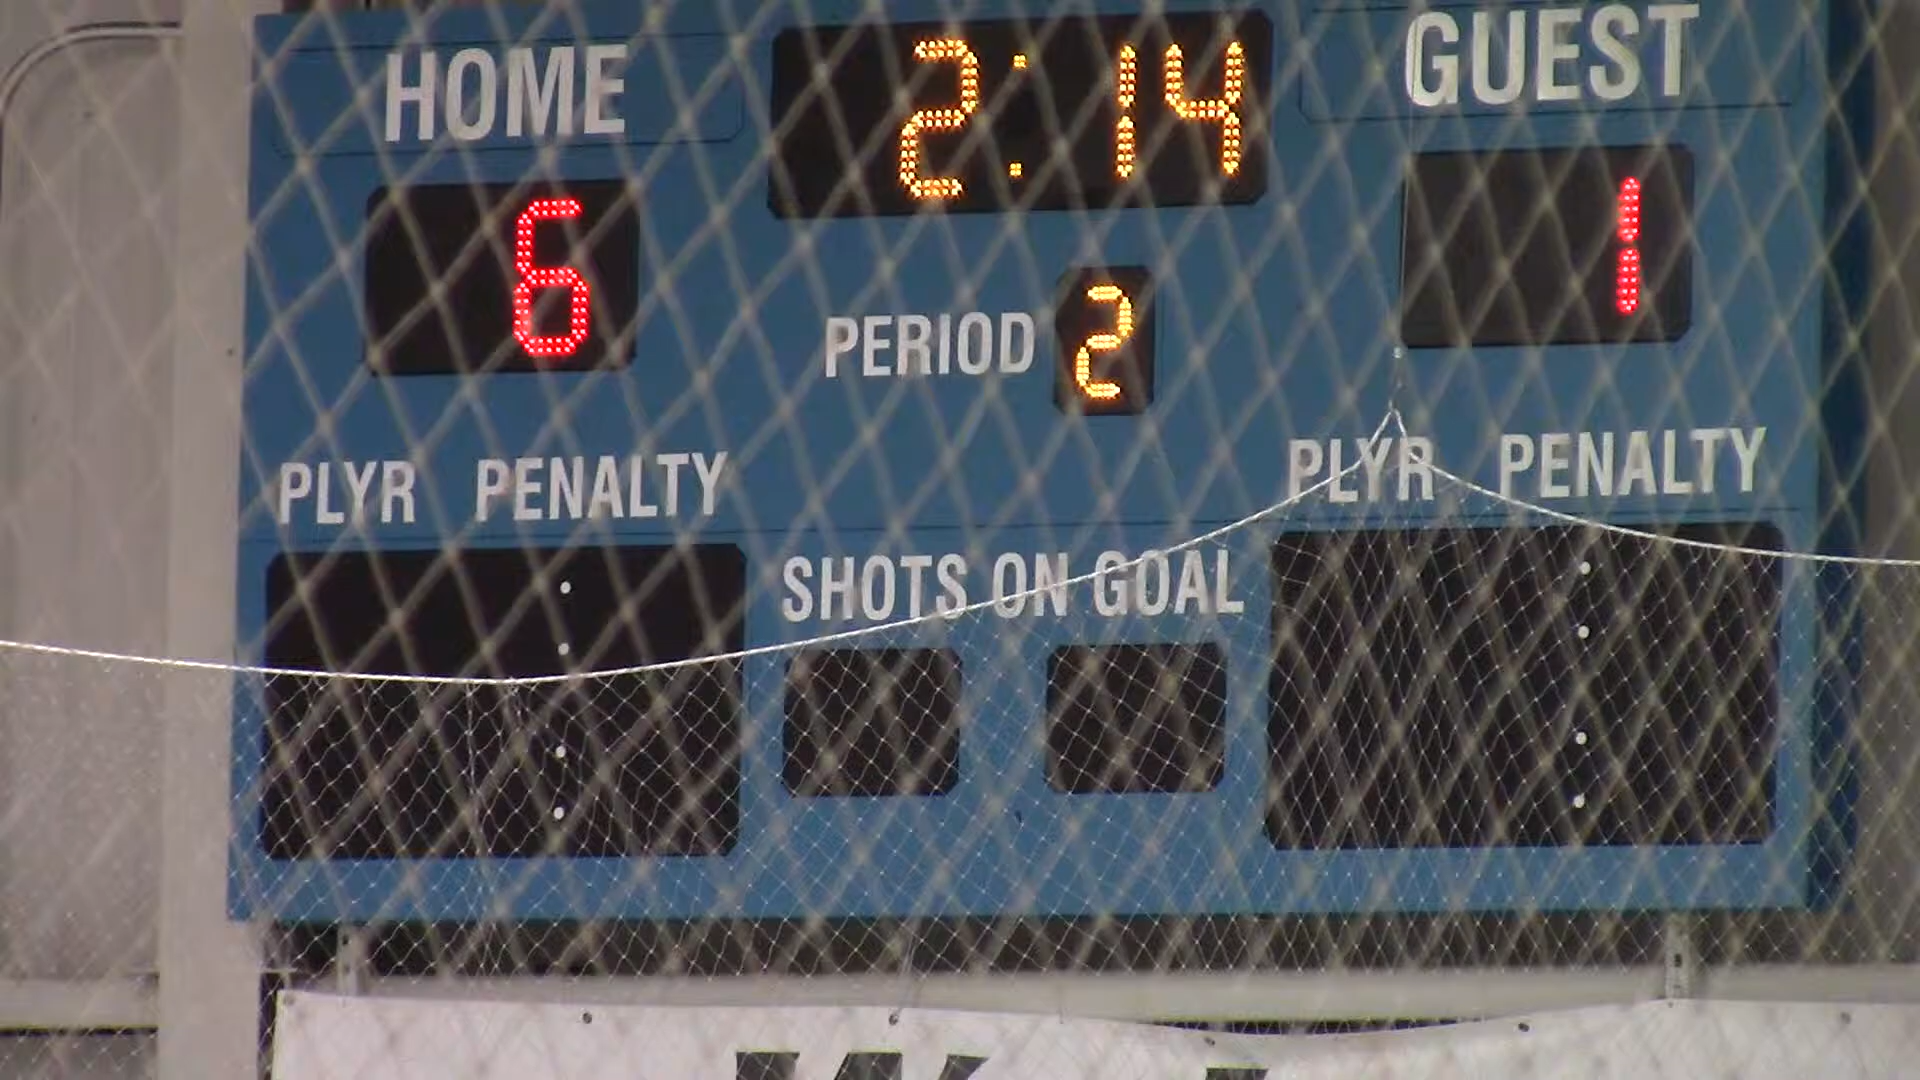 HOME 2:14 GUEST
6 1
PERIOD 2
PLYR PENALTY PLYR PENALTY
SHOTS ON GOAL